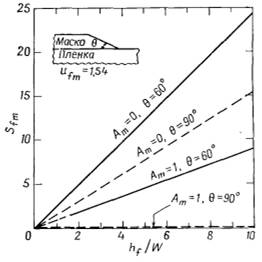 25
20
15
10
5
0
S_fm
Маска θ
Пленка
u_fm = 1,54
A_m=0, θ=60°
A_m=0, θ=90°
A_m=1, θ=60°
A_m=1, θ=90°
0 2 4 6 8 10
h_f/W